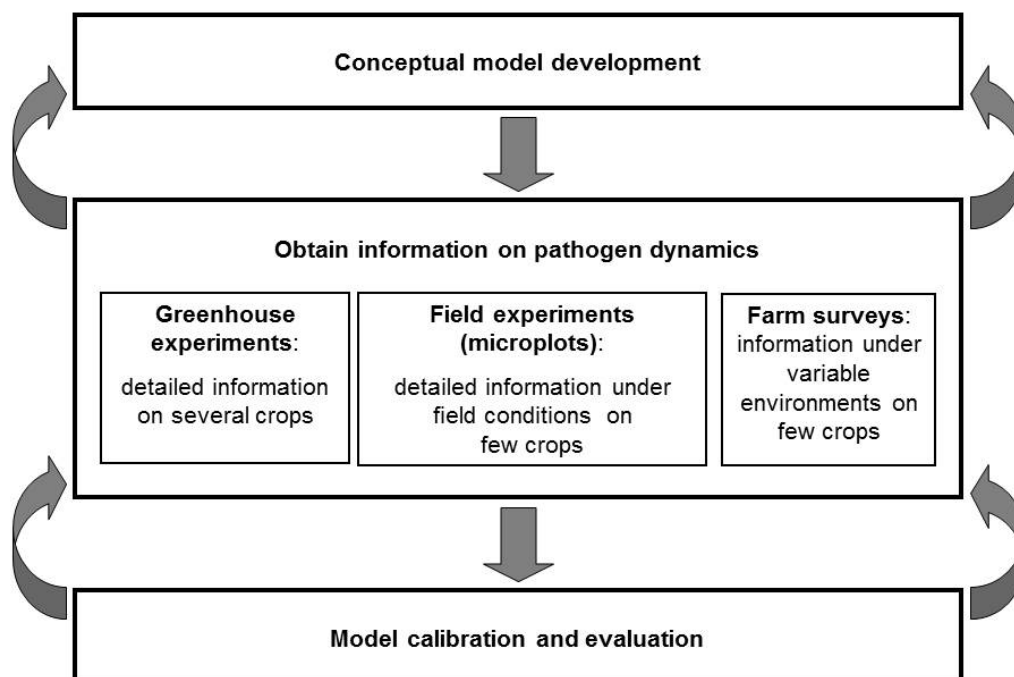 Conceptual model development
Obtain information on pathogen dynamics
Greenhouse
experiments:
detailed information
on several crops
Field experiments
(microplots):
detailed information under
field conditions on
few crops
Farm surveys:
information under
variable
environments on
few crops
Model calibration and evaluation